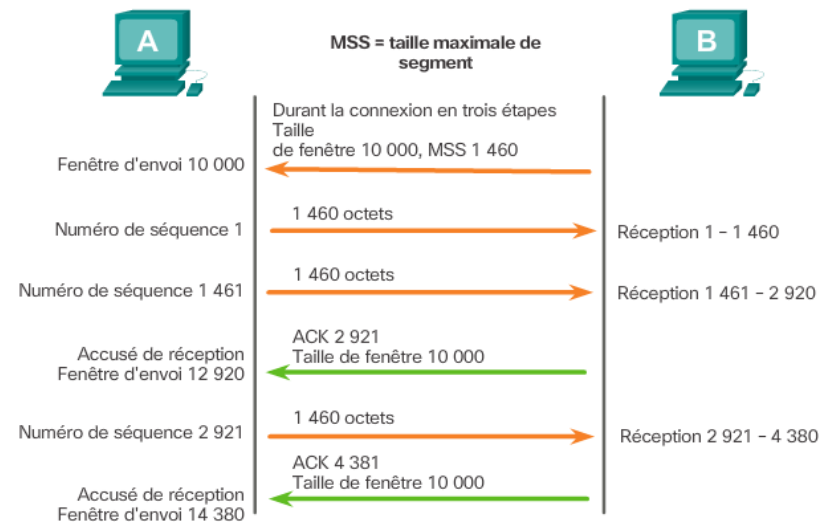 A
MSS = taille maximale de
segment
B
Durant la connexion en trois étapes
Taille
de fenêtre 10 000, MSS 1 460
Fenêtre d'envoi 10 000
1 460 octets
Numéro de séquence 1
Réception 1 – 1 460
1 460 octets
Numéro de séquence 1 461
Réception 1 461 – 2 920
ACK 2 921
Taille de fenêtre 10 000
Accusé de réception
Fenêtre d'envoi 12 920
1 460 octets
Numéro de séquence 2 921
Réception 2 921 – 4 380
ACK 4 381
Taille de fenêtre 10 000
Accusé de réception
Fenêtre d'envoi 14 380